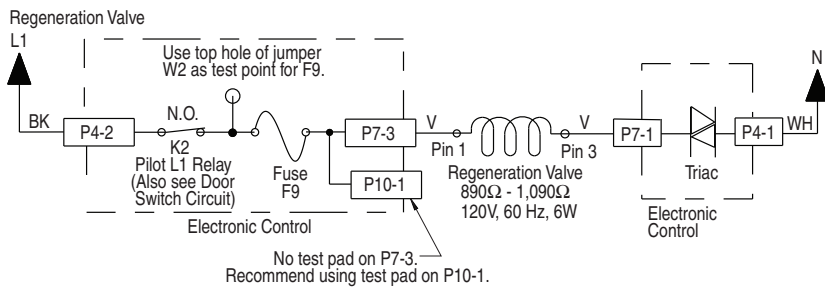 Regeneration Valve
L1
Use top hole of jumper
W2 as test point for F9.
N
BK
P4-2
N.O.
K2
Pilot L1 Relay
(Also see Door
Switch Circuit)
Fuse
F9
P7-3
P10-1
Electronic Control
V
Pin 1
V
Pin 3
Regeneration Valve
890Ω - 1,090Ω
120V, 60 Hz, 6W
P7-1
Triac
P4-1
WH
Electronic
Control
No test pad on P7-3.
Recommend using test pad on P10-1.